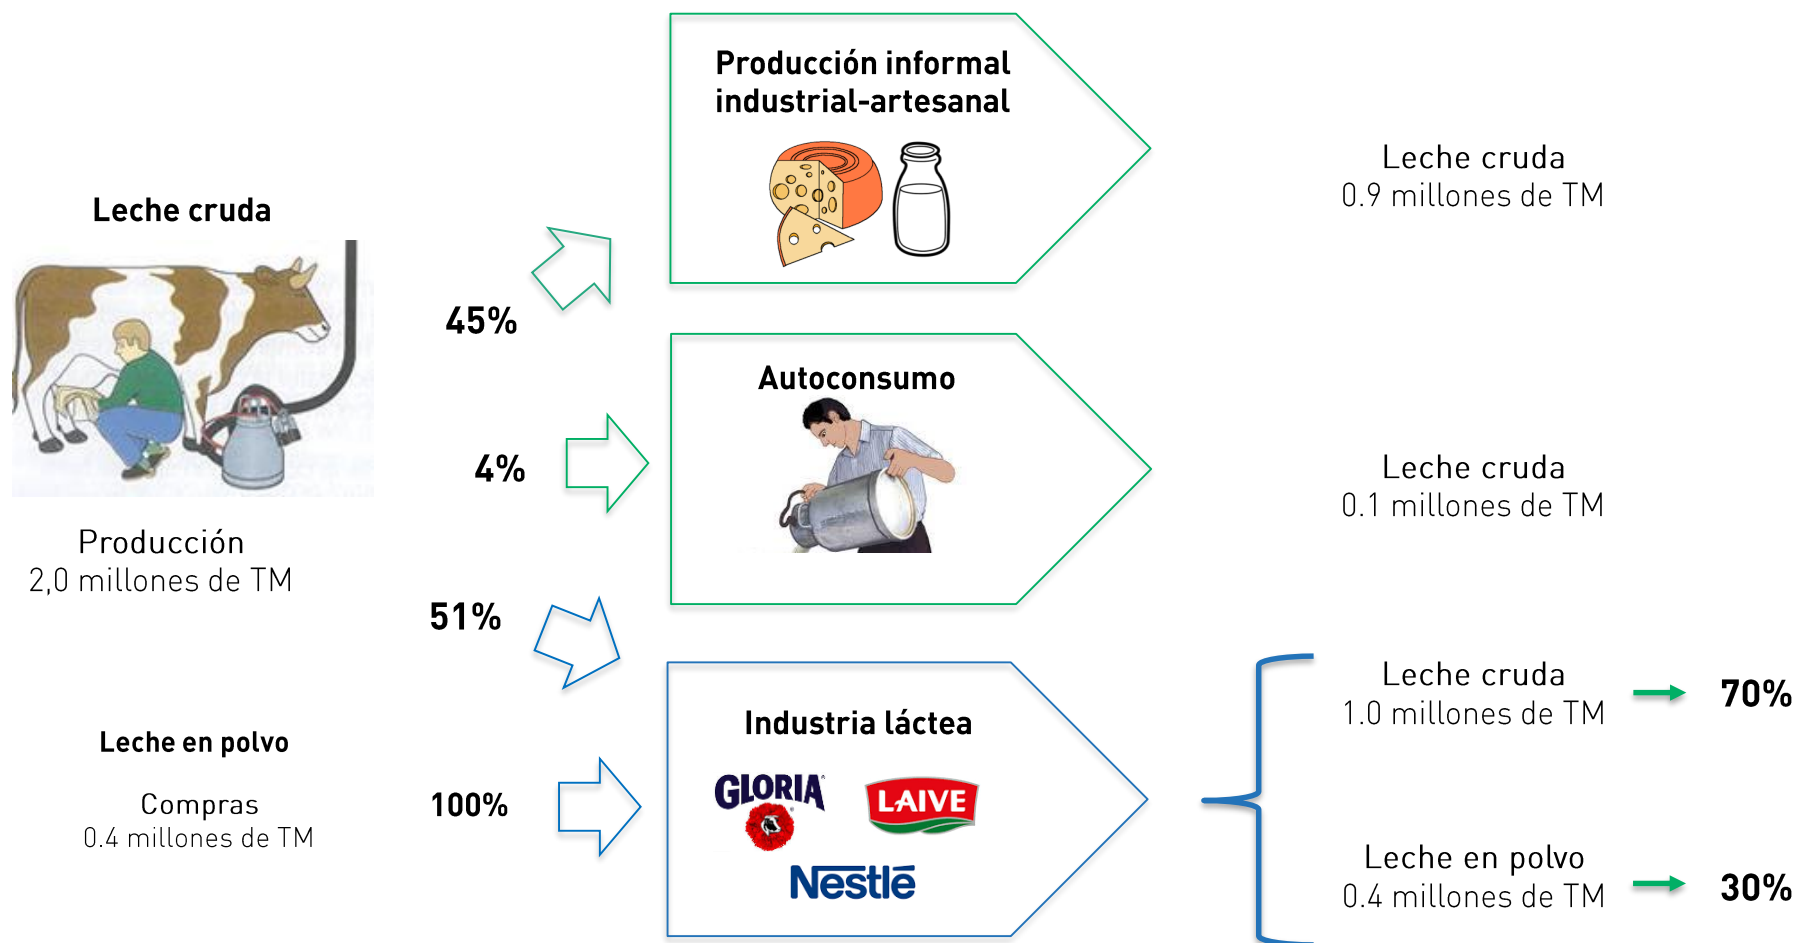 Producción informal
industrial-artesanal
Leche cruda
0.9 millones de TM
Leche cruda
45%
Autoconsumo
4%
Leche cruda
0.1 millones de TM
Producción
2,0 millones de TM
51%
Leche cruda
1.0 millones de TM
70%
Industria láctea
Leche en polvo
Compras
0.4 millones de TM
100%
GLORIA
LAIVE
Nestlé
Leche en polvo
0.4 millones de TM
30%